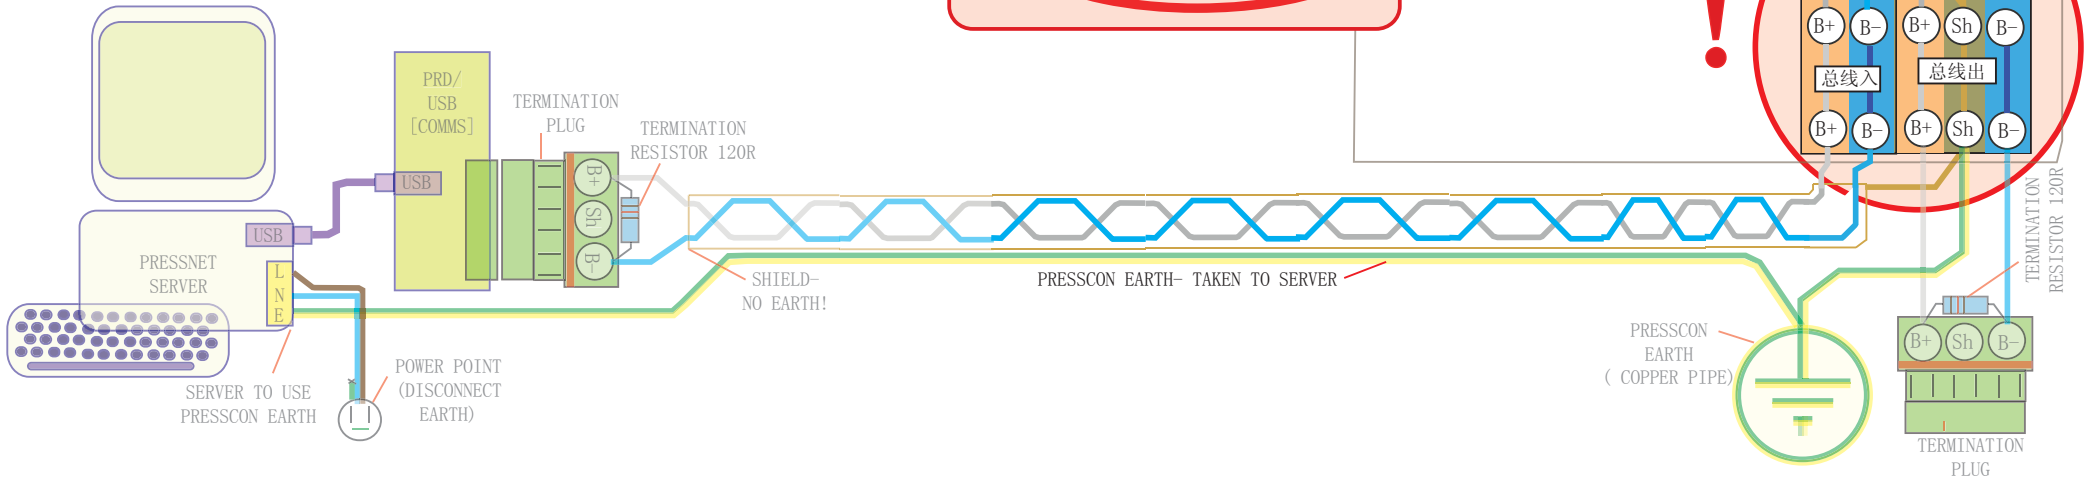 B+ B- B+ Sh B-
总线入
总线出
B+ B- B+ Sh B-
PRD/
USB
[COMMS]
TERMINATION
PLUG
TERMINATION
RESISTOR 120R
USB
B+
Sh
B-
USB
PRESSNET
SERVER
L
N
E
SHIELD-
NO EARTH!
PRESSCON EARTH- TAKEN TO SERVER
TERMINATION
RESISTOR 120R
PRESSCON
EARTH
( COPPER PIPE)
B+ Sh B-
POWER POINT
(DISCONNECT
EARTH)
SERVER TO USE
PRESSCON EARTH
TERMINATION
PLUG